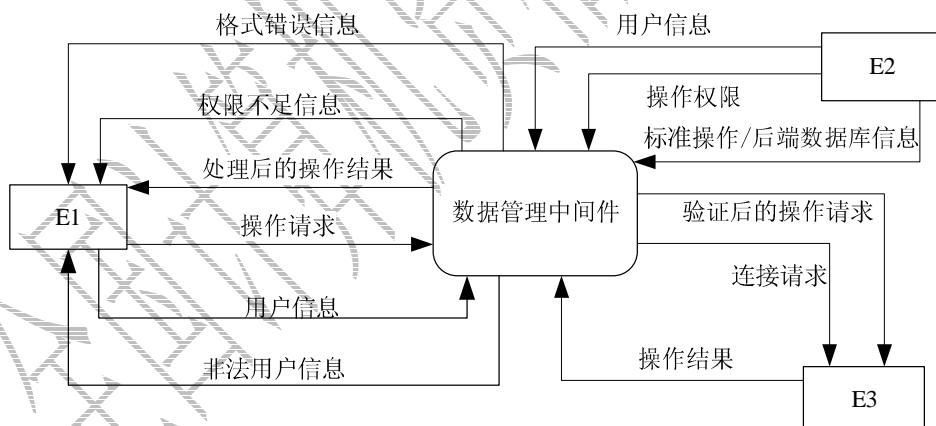 格式错误信息
用户信息
E2
操作权限
权限不足信息
标准操作/后端数据库信息
处理后的操作结果
E1
数据管理中间件
验证后的操作请求
操作请求
连接请求
用户信息
操作结果
非法用户信息
E3